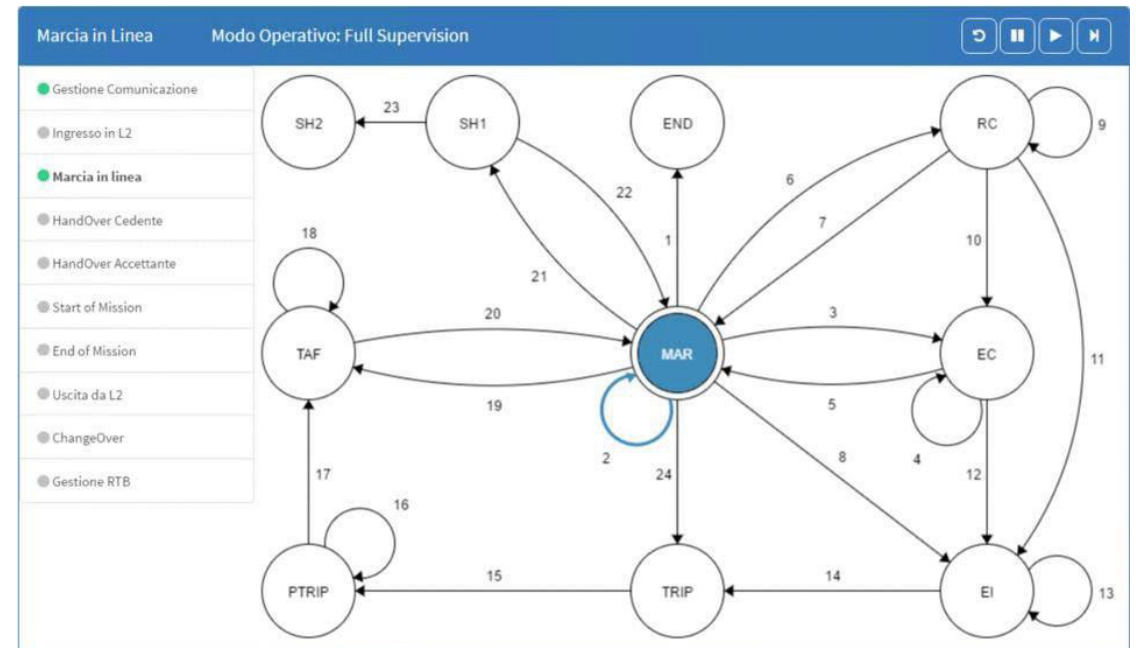 Marcia in Linea Modo Operativo: Full Supervision
Gestione Comunicazione
Ingresso in L2
Marcia in linea
HandOver Cedente
HandOver Accettante
Start of Mission
End of Mission
Uscita da L2
ChangeOver
Gestione RTB
SH2 23 SH1 END RC 9
22 6
7
18 1 10
21
20 3
TAF MAR EC 11
19 5
2 8 4
17 24 12
16
15 14
PTRIP TRIP EI 13